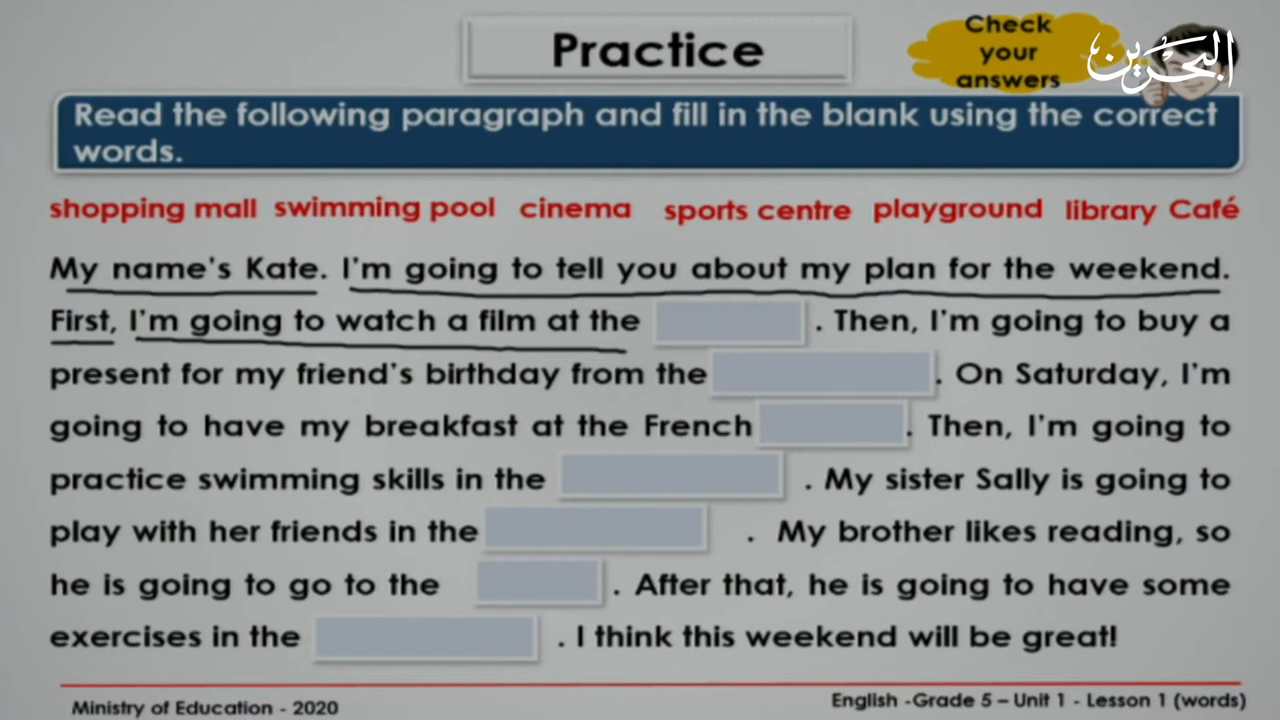 Practice
Check
your
answers
البحرين
Read the following paragraph and fill in the blank using the correct
words.
shopping mall swimming pool cinema sports centre playground library Café
My name's Kate. I'm going to tell you about my plan for the weekend.
First, I'm going to watch a film at the . Then, I'm going to buy a
present for my friend's birthday from the . On Saturday, I'm
going to have my breakfast at the French . Then, I'm going to
practice swimming skills in the . My sister Sally is going to
play with her friends in the . My brother likes reading, so
he is going to go to the . After that, he is going to have some
exercises in the . I think this weekend will be great!
Ministry of Education - 2020
English -Grade 5 – Unit 1 - Lesson 1 (words)